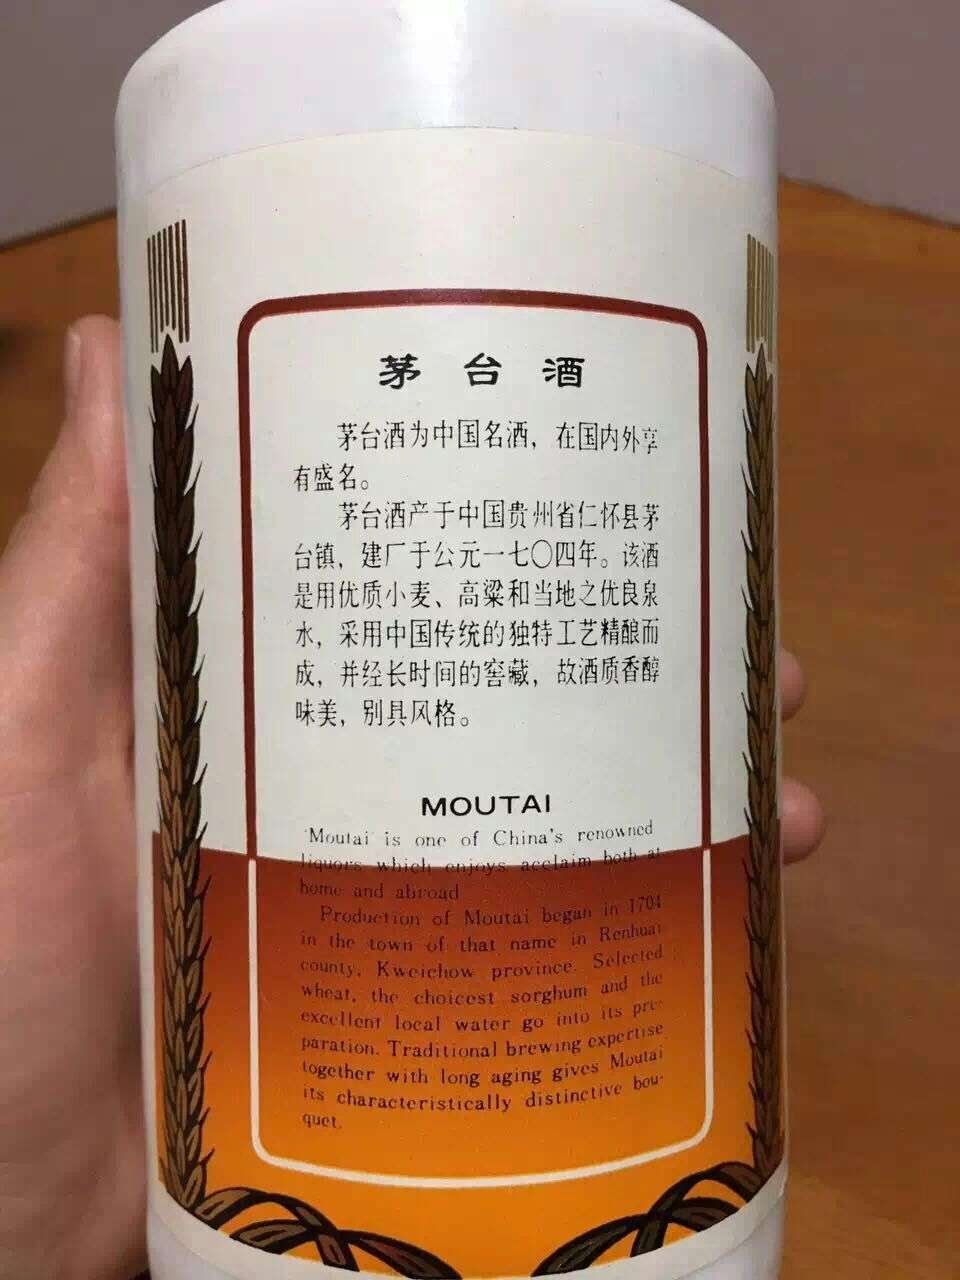 茅台酒
茅台酒为中国名酒，在国内外享
有盛名。
茅台酒产于中国贵州省仁怀县茅
台镇，建厂于公元一七〇四年。该酒
是用优质小麦、高粱和当地之优良泉
水，采用中国传统的独特工艺精酿而
成，并经长时间的窖藏，故酒质香醇
味美，别具风格。
MOUTAI
'Moutai' is one of China's renowned
liquors which enjoys acclaim both at
home and abroad
Production of Moutai began in 1704
in the town of that name in Renhuai
county, Kweichow province. Selected
wheat, the choicest sorghum and the
excellent local water go into its pre-
paration. Traditional brewing expertise
together with long aging gives Moutai
its characteristically distinctive bou-
quet.